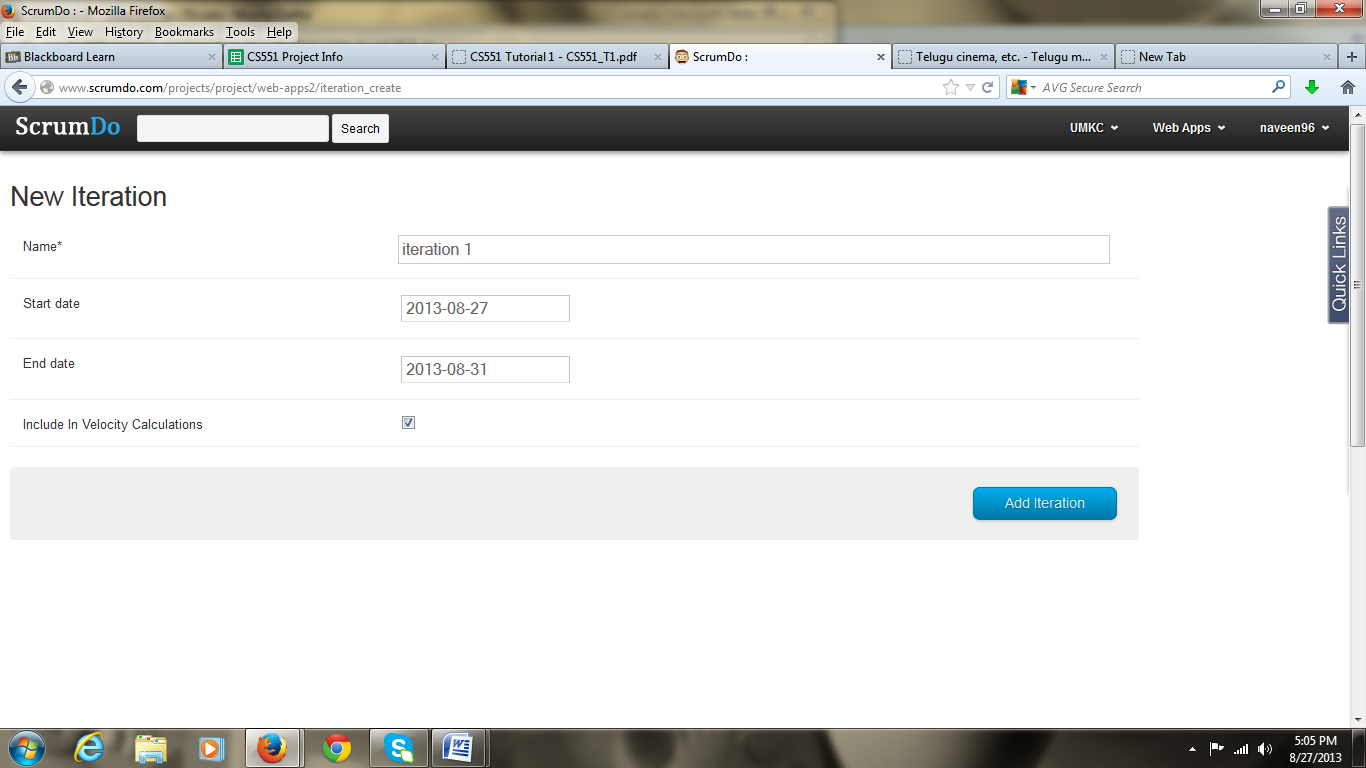 ScrumDo : - Mozilla Firefox
File Edit View History Bookmarks Tools Help
Bb Blackboard Learn × CS551 Project Info × CS551 Tutorial 1 - CS551_T1.pdf × ScrumDo : × Telugu cinema, etc. - Telugu m... × New Tab × +
www.scrumdo.com/projects/project/web-apps2/iteration_create AVG Secure Search
ScrumDo Search UMKC Web Apps naveen96
New Iteration
Name* iteration 1
Quick Links
Start date 2013-08-27
End date 2013-08-31
Include In Velocity Calculations
Add Iteration
5:05 PM
8/27/2013